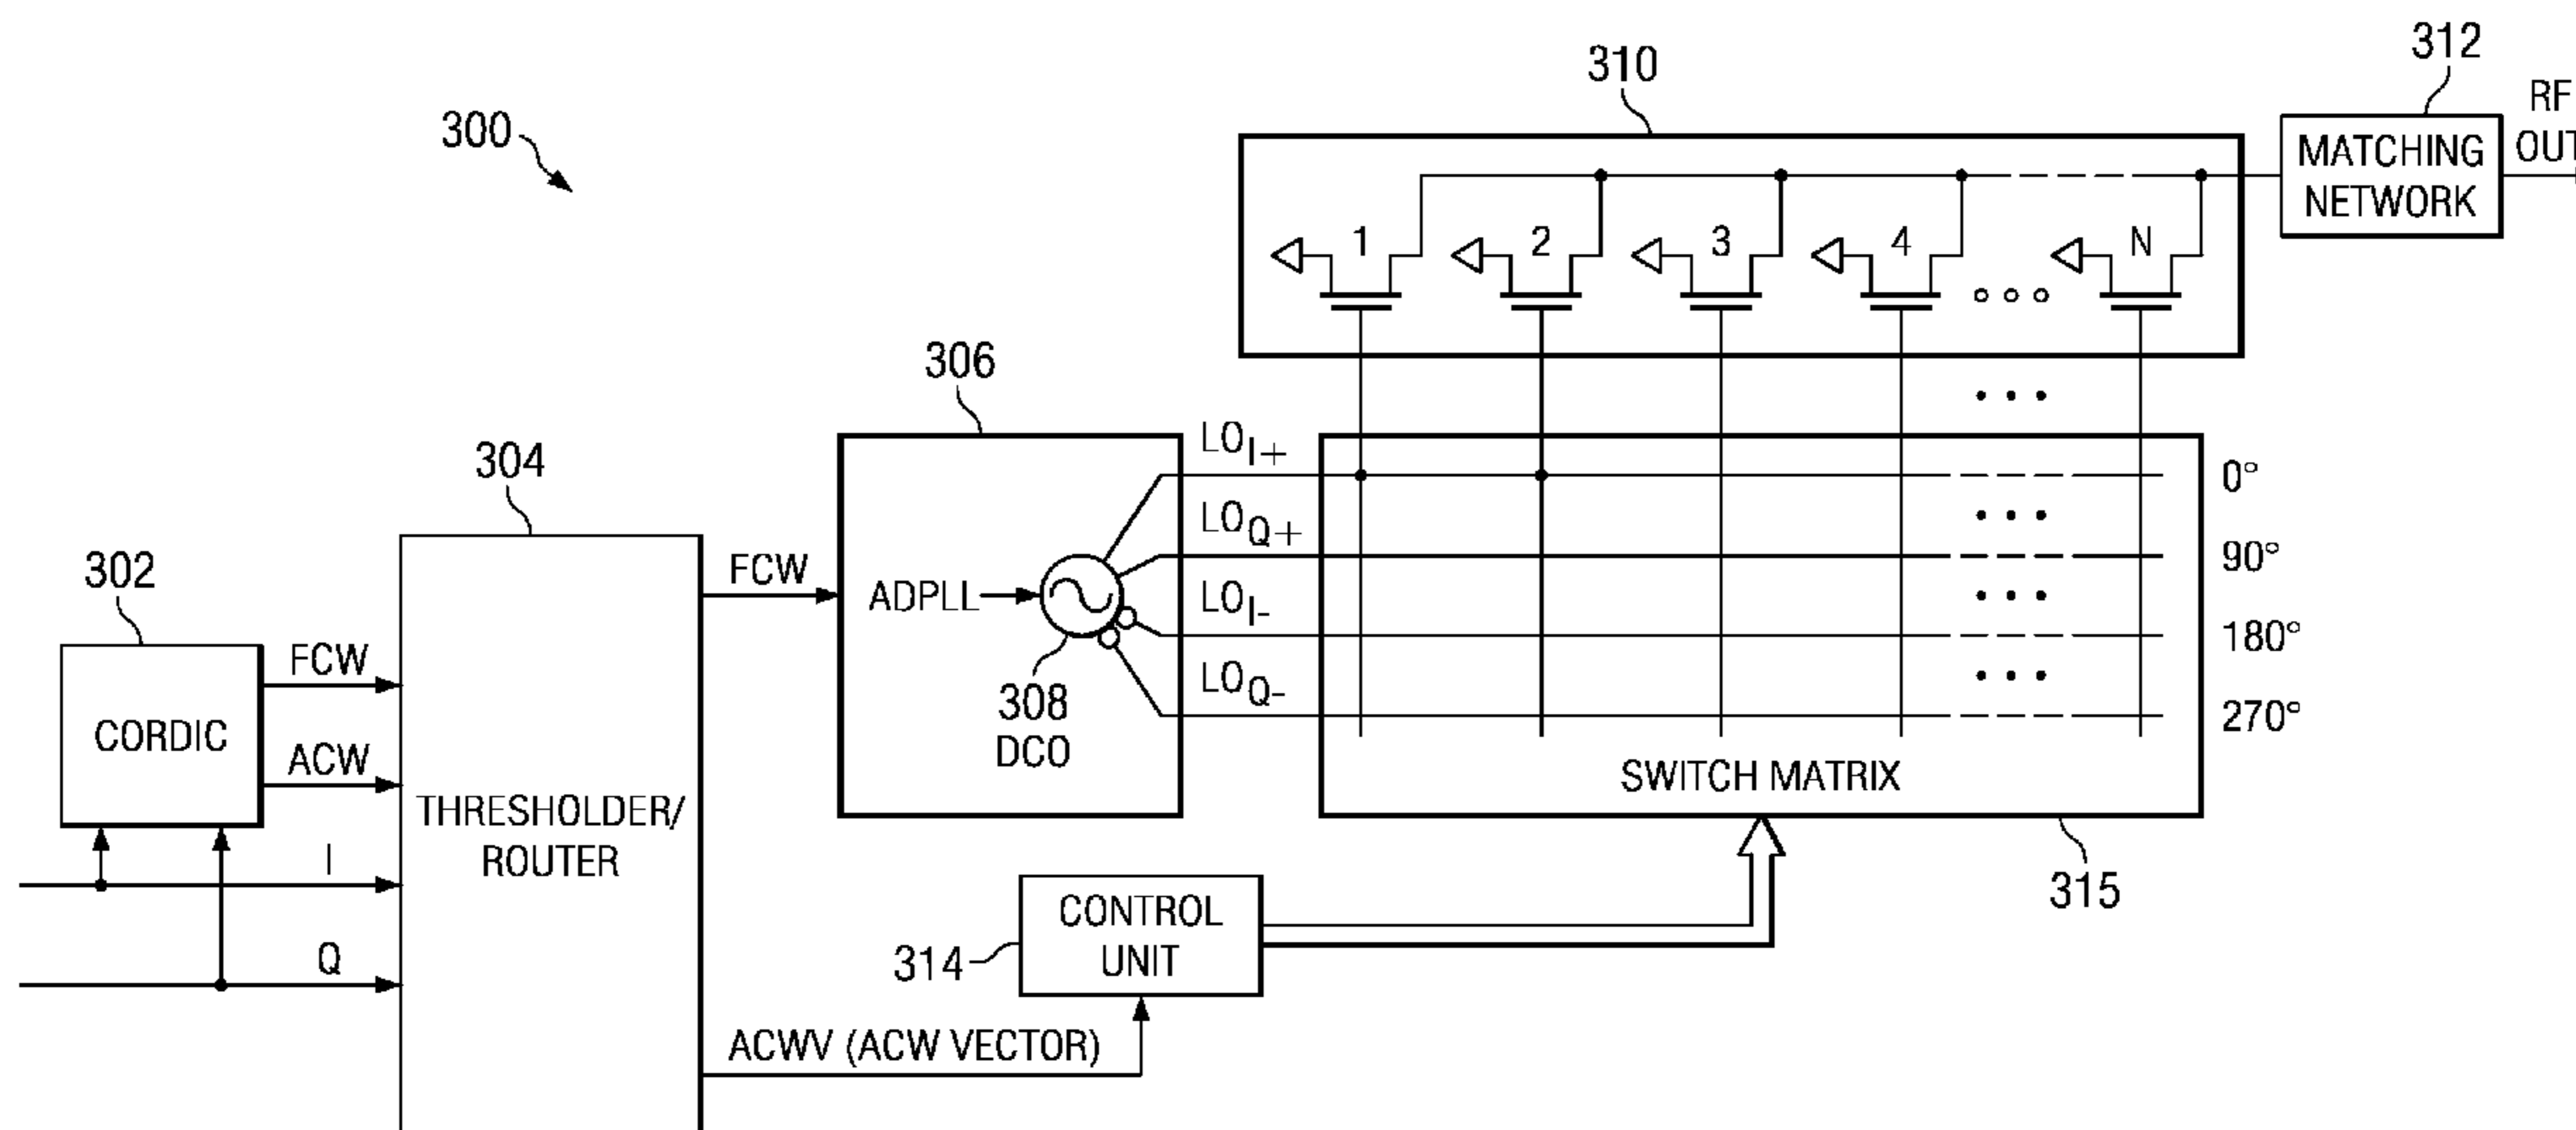 300
310
312
MATCHING
NETWORK
RF
OUT
1
2
3
4
N
306
LOI+
LOQ+
LOI-
LOQ-
ADPLL
308
DCO
0°
90°
180°
270°
SWITCH MATRIX
315
304
THRESHOLDER/
ROUTER
FCW
302
CORDIC
FCW
ACW
I
Q
314
CONTROL
UNIT
ACWV (ACW VECTOR)